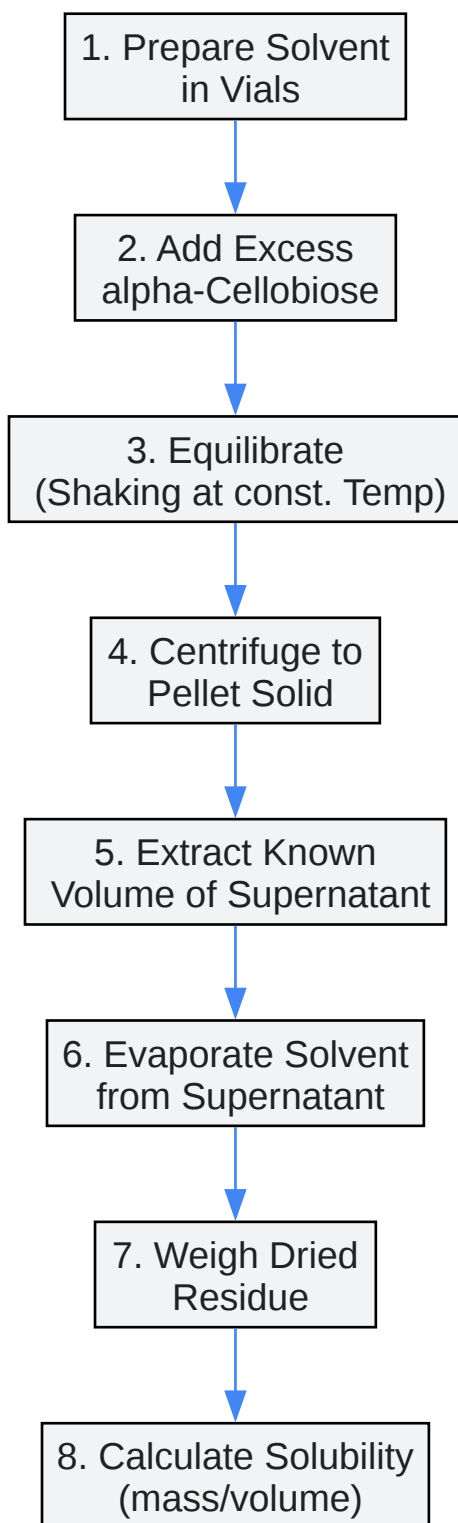 1. Prepare Solvent
in Vials
2. Add Excess
alpha-Cellobiose
3. Equilibrate
(Shaking at const. Temp)
4. Centrifuge to
Pellet Solid
5. Extract Known
Volume of Supernatant
6. Evaporate Solvent
from Supernatant
7. Weigh Dried
Residue
8. Calculate Solubility
(mass/volume)